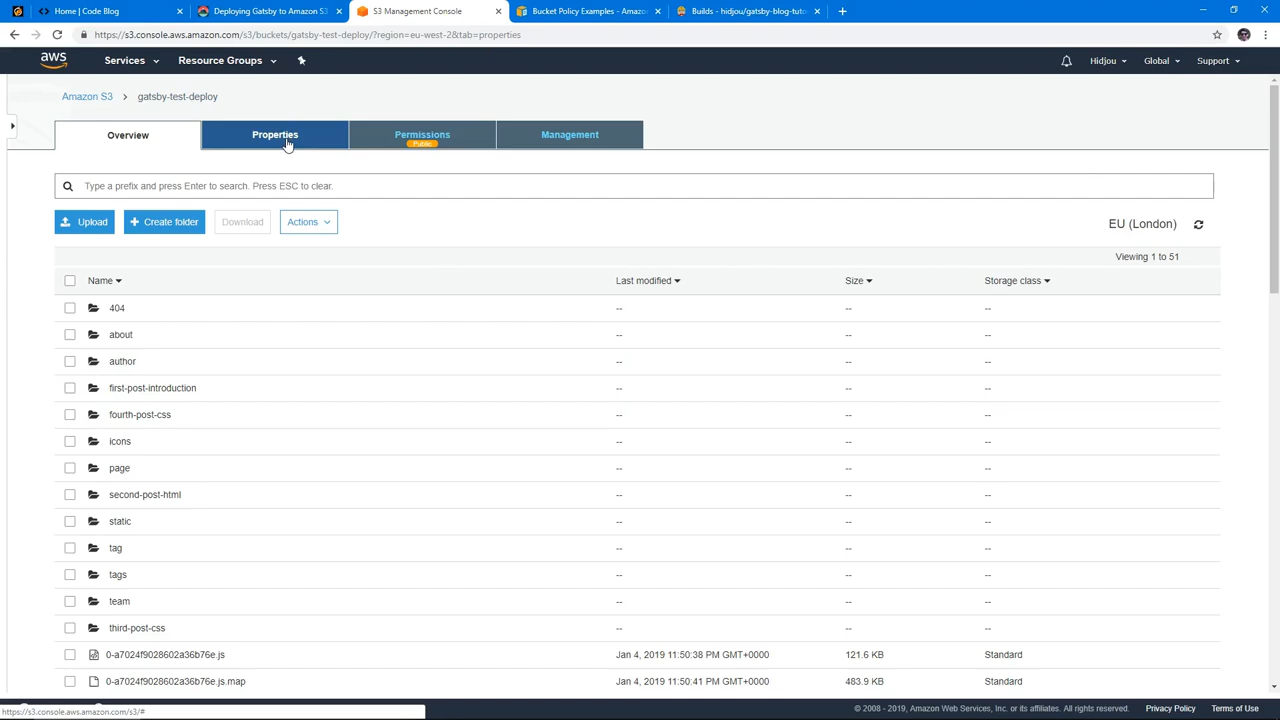 Home | Code Blog
Deploying Gatsby to Amazon S3
S3 Management Console
Bucket Policy Examples - Amazon
Builds - hidjou/gatsby-blog-tuto
https://s3.console.aws.amazon.com/s3/buckets/gatsby-test-deploy/?region=eu-west-2&tab=properties
aws
Services
Resource Groups
Hidjou
Global
Support
Amazon S3
gatsby-test-deploy
Overview
Properties
Permissions
Public
Management
Type a prefix and press Enter to search. Press ESC to clear.
Upload
Create folder
Download
Actions
EU (London)
Viewing 1 to 51
Name Last modified Size Storage class
404 -- -- --
about -- -- --
author -- -- --
first-post-introduction -- -- --
fourth-post-css -- -- --
icons -- -- --
page -- -- --
second-post-html -- -- --
static -- -- --
tag -- -- --
tags -- -- --
team -- -- --
third-post-css -- -- --
0-a7024f9028602a36b76e.js Jan 4, 2019 11:50:38 PM GMT+0000 121.6 KB Standard
0-a7024f9028602a36b76e.js.map Jan 4, 2019 11:50:41 PM GMT+0000 483.9 KB Standard
https://s3.console.aws.amazon.com/s3/#
© 2008 - 2019, Amazon Web Services, Inc. or its affiliates. All rights reserved.
Privacy Policy
Terms of Use